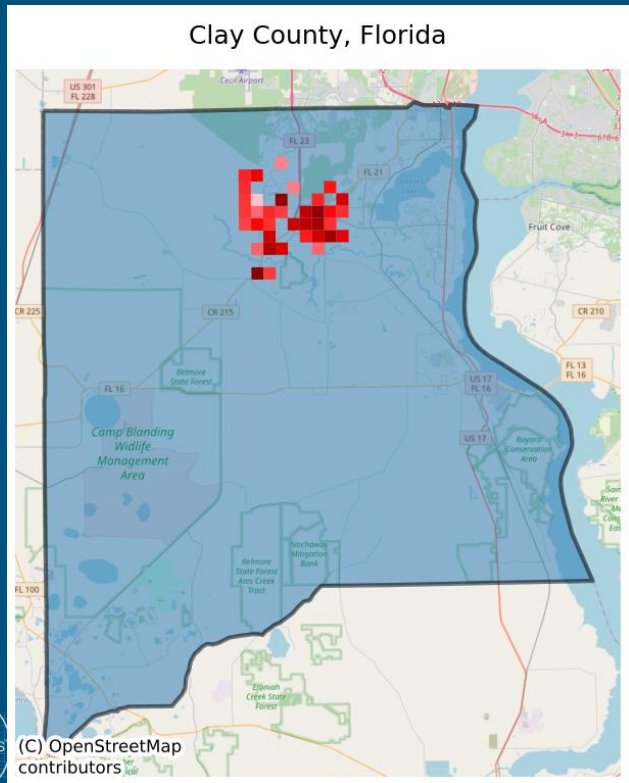 Clay County, Florida
Cecil Airport
US 301
FL 228
FL 23
FL 21
Fruit Cove
CR 225
CR 215
CR 210
FL 13
FL 16
Belmore
State Forest
FL 16
US 17
FL 16
Camp Blanding
Widlife
Management
Area
US 17
Bayard
Conservation
Area
Nochaway
Mitigation
Bank
Belmore
State Forest
Ates Creek
Tract
FL 100
Etoniah
Creek State
Forest
(C) OpenStreetMap
contributors